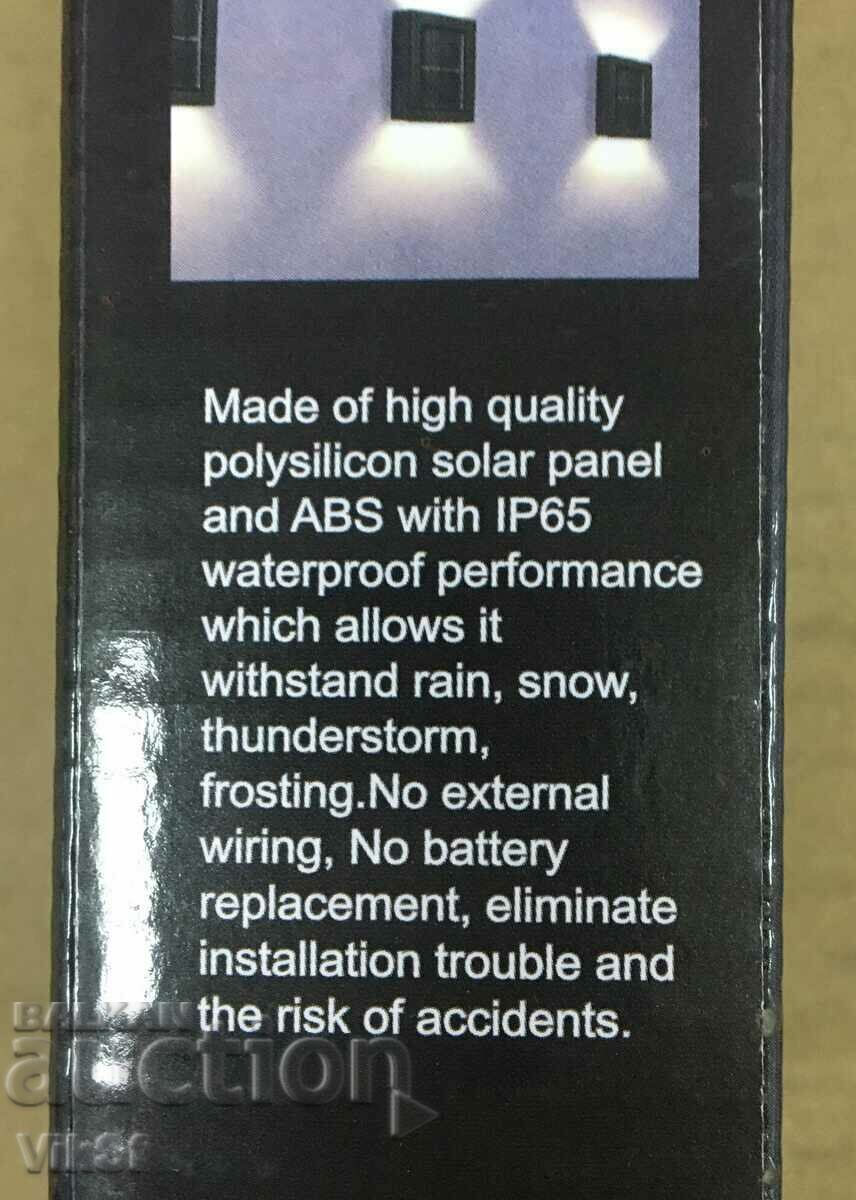 Made of high quality
polysilicon solar panel
and ABS with IP65
waterproof performance
which allows it
withstand rain, snow,
thunderstorm,
frosting.No external
wiring, No battery
replacement, eliminate
installation trouble and
the risk of accidents.
BALKAN
auction